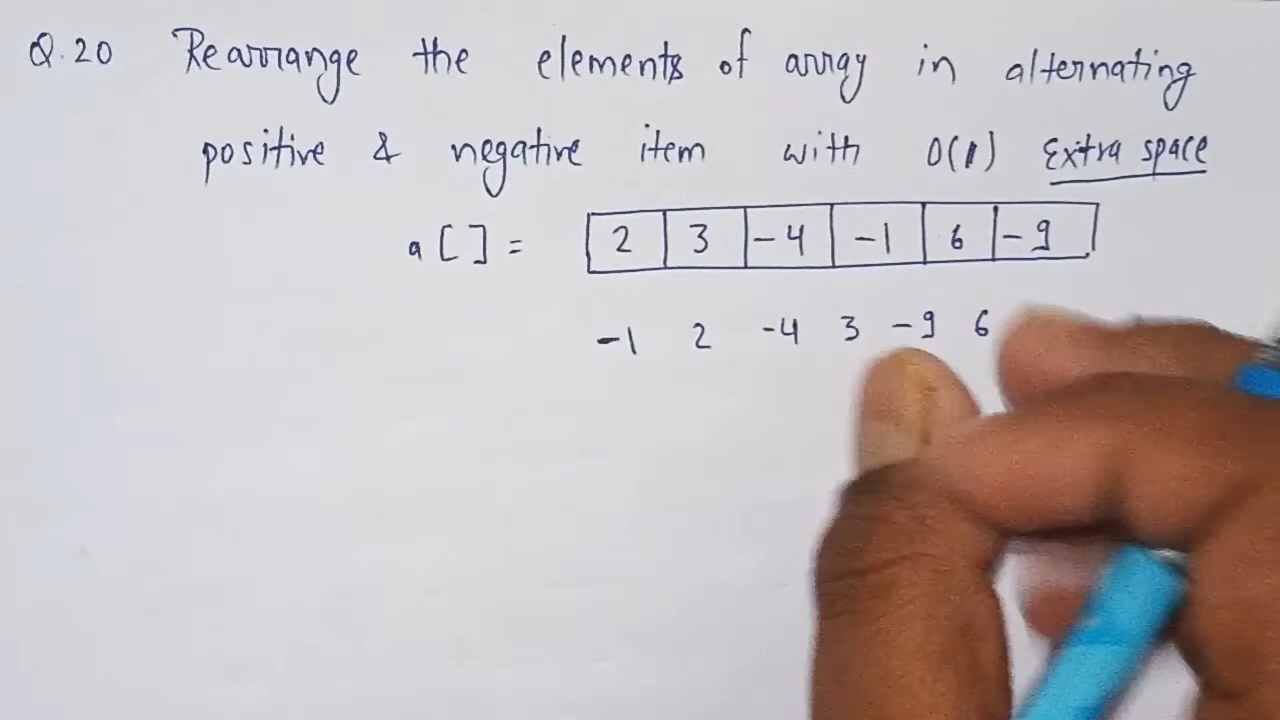 Q.20 Rearrange the elements of array in alternating
positive & negative item with O(1) Extra space
a[] = 2 3 -4 -1 6 -9
-1 2 -4 3 -9 6